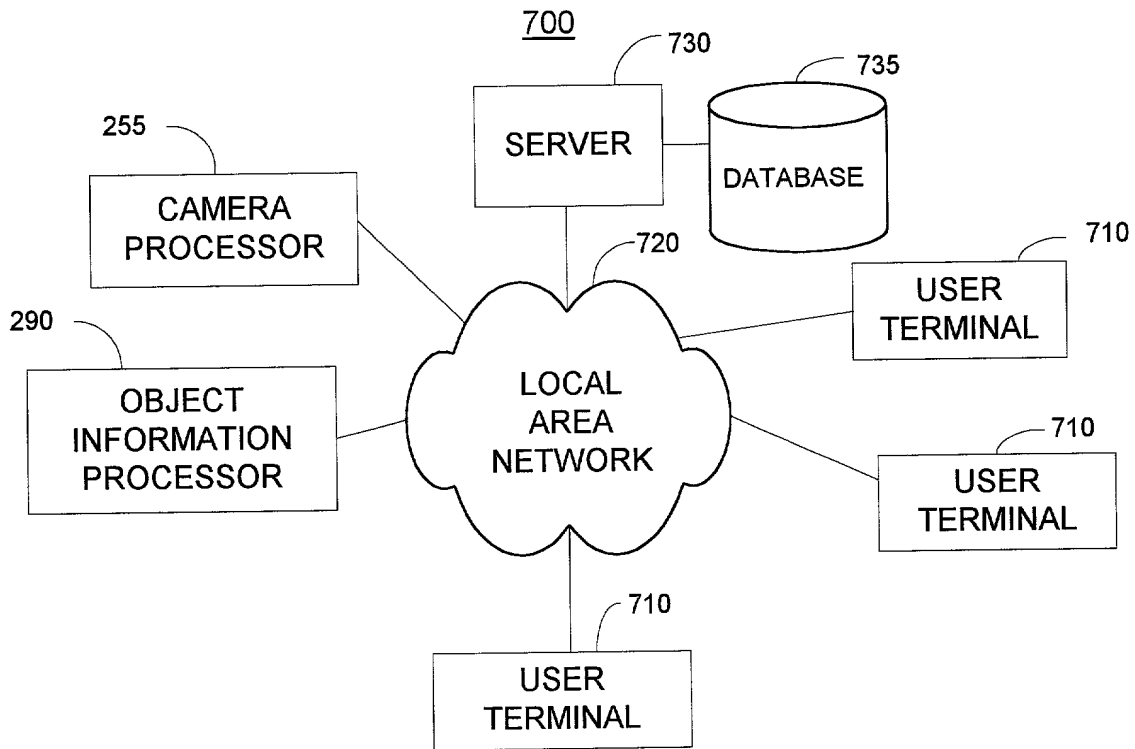 700
730
735
255
SERVER
DATABASE
CAMERA
PROCESSOR
720
710
USER
TERMINAL
290
OBJECT
INFORMATION
PROCESSOR
LOCAL
AREA
NETWORK
710
USER
TERMINAL
710
USER
TERMINAL